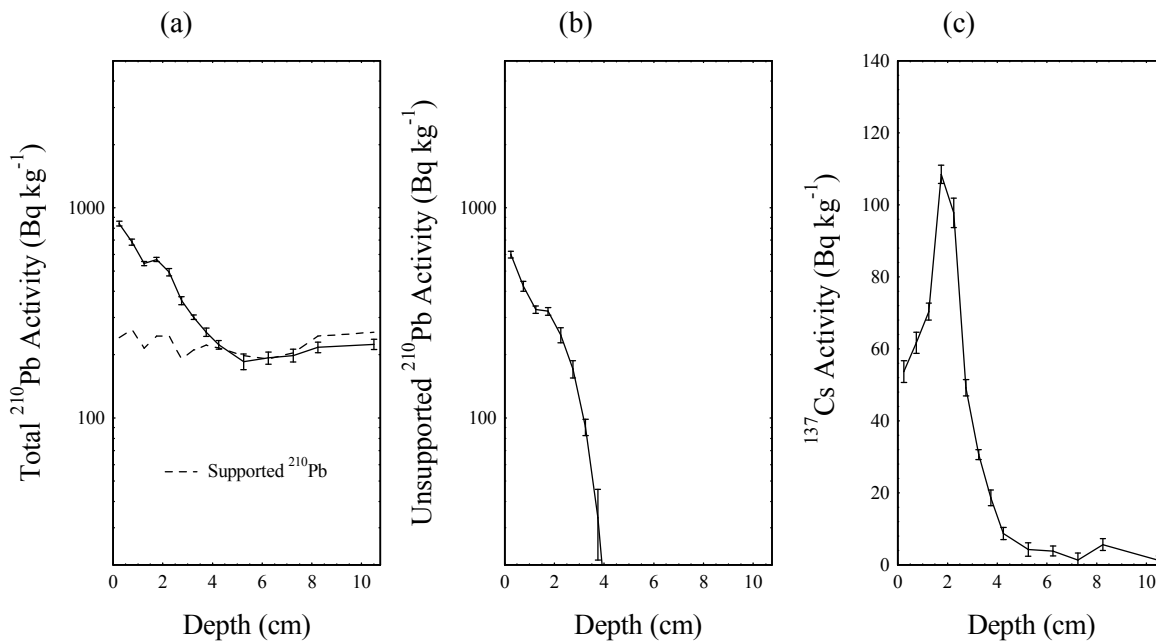 (a)
(b)
(c)
Total ²¹⁰Pb Activity (Bq kg⁻¹)
1000
100
Supported ²¹⁰Pb
0 2 4 6 8 10
Depth (cm)
Unsupported ²¹⁰Pb Activity (Bq kg⁻¹)
1000
100
0 2 4 6 8 10
Depth (cm)
¹³⁷Cs Activity (Bq kg⁻¹)
140
120
100
80
60
40
20
0
0 2 4 6 8 10
Depth (cm)